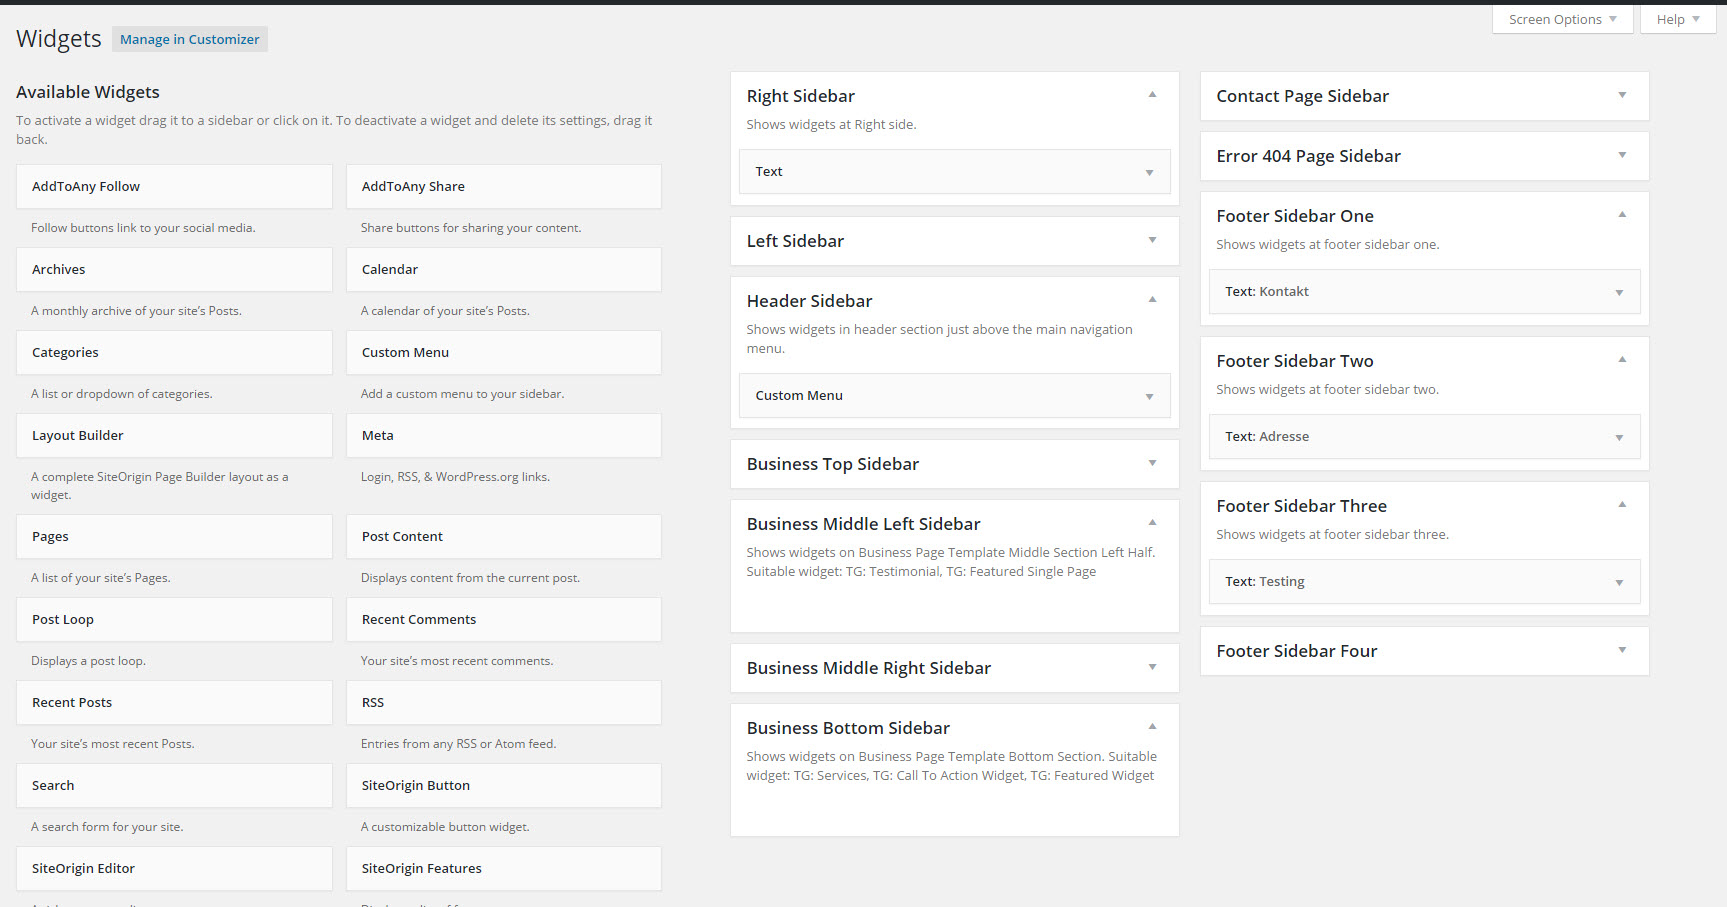 Screen Options
Help
Widgets
Manage in Customizer
Available Widgets
To activate a widget drag it to a sidebar or click on it. To deactivate a widget and delete its settings, drag it
back.
AddToAny Follow
AddToAny Share
Follow buttons link to your social media.
Share buttons for sharing your content.
Archives
Calendar
A monthly archive of your site’s Posts.
A calendar of your site’s Posts.
Categories
Custom Menu
A list or dropdown of categories.
Add a custom menu to your sidebar.
Layout Builder
Meta
A complete SiteOrigin Page Builder layout as a
widget.
Login, RSS, & WordPress.org links.
Pages
Post Content
A list of your site’s Pages.
Displays content from the current post.
Post Loop
Recent Comments
Displays a post loop.
Your site’s most recent comments.
Recent Posts
RSS
Your site’s most recent Posts.
Entries from any RSS or Atom feed.
Search
SiteOrigin Button
A search form for your site.
A customizable button widget.
SiteOrigin Editor
SiteOrigin Features
Right Sidebar
Shows widgets at Right side.
Text
Left Sidebar
Header Sidebar
Shows widgets in header section just above the main navigation
menu.
Custom Menu
Business Top Sidebar
Business Middle Left Sidebar
Shows widgets on Business Page Template Middle Section Left Half.
Suitable widget: TG: Testimonial, TG: Featured Single Page
Business Middle Right Sidebar
Business Bottom Sidebar
Shows widgets on Business Page Template Bottom Section. Suitable
widget: TG: Services, TG: Call To Action Widget, TG: Featured Widget
Contact Page Sidebar
Error 404 Page Sidebar
Footer Sidebar One
Shows widgets at footer sidebar one.
Text: Kontakt
Footer Sidebar Two
Shows widgets at footer sidebar two.
Text: Adresse
Footer Sidebar Three
Shows widgets at footer sidebar three.
Text: Testing
Footer Sidebar Four